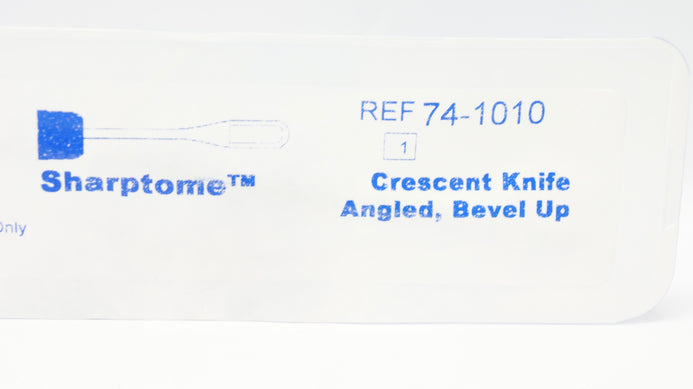 REF 74-1010
1
Sharptome™
Crescent Knife
Angled, Bevel Up
Only